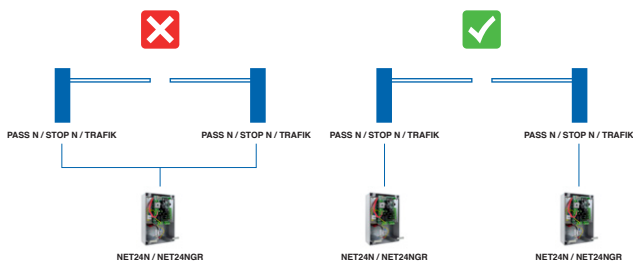 PASS N / STOP N / TRAFIK PASS N / STOP N / TRAFIK PASS N / STOP N / TRAFIK PASS N / STOP N / TRAFIK
NET24N / NET24NGR NET24N / NET24NGR NET24N / NET24NGR